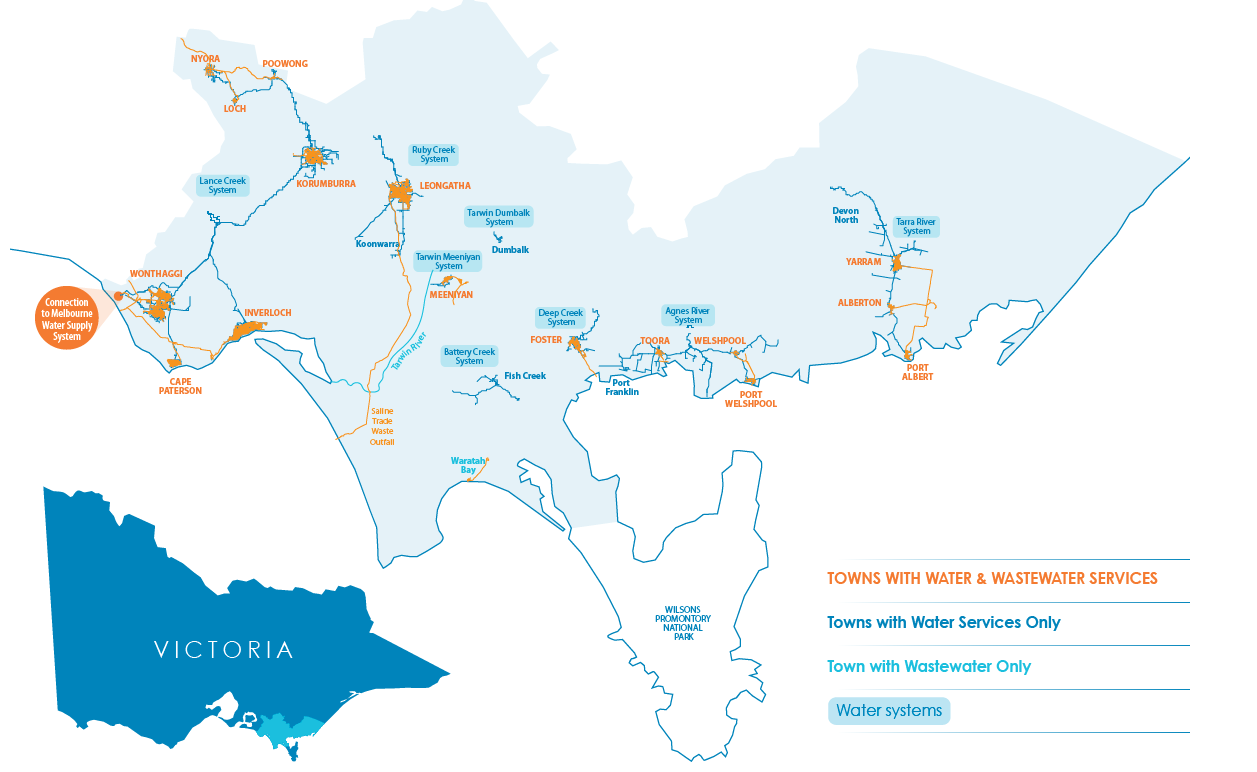 NYORA
POOWONG
LOCH
KORUMBURRA
Ruby Creek
System
LEONGATHA
Lance Creek
System
Koonwarra
Tarwin Dumbalk
System
Dumbalk
Tarwin Meeniyan
System
MEENIYAN
Devon
North
Tarra River
System
YARRAM
ALBERTON
PORT
ALBERT
WONTHAGGI
Connection
to Melbourne
Water Supply
System
INVERLOCH
CAPE
PATERSON
Tarwin River
Deep Creek
System
FOSTER
Agnes River
System
TOORA
WELSHPOOL
Port
Franklin
PORT
WELSHPOOL
Battery Creek
System
Fish Creek
Saline
Trade
Waste
Outfall
Waratah
Bay
WILSONS
PROMONTORY
NATIONAL
PARK
VICTORIA
TOWNS WITH WATER & WASTEWATER SERVICES
Towns with Water Services Only
Town with Wastewater Only
Water systems